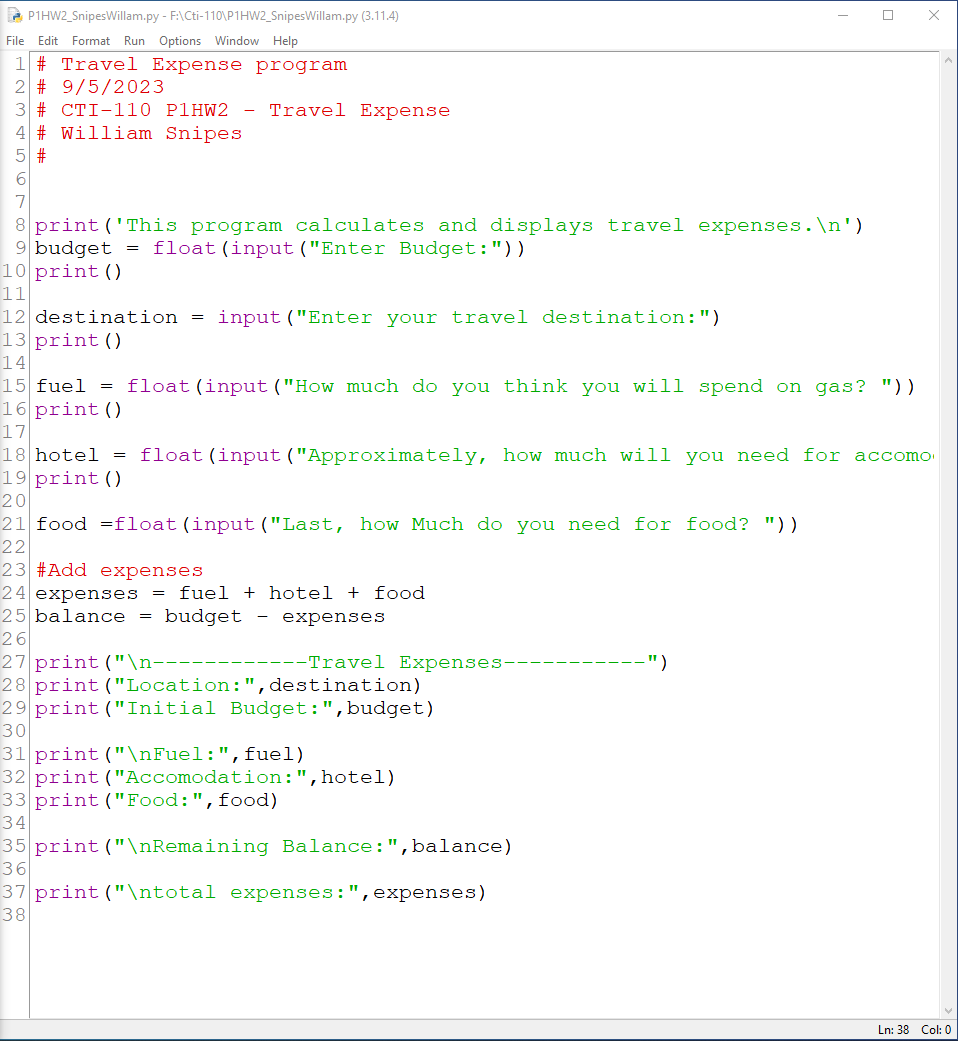 P1HW2_SnipesWillam.py - F:\Cti-110\P1HW2_SnipesWillam.py (3.11.4)
File Edit Format Run Options Window Help
1 # Travel Expense program
2 # 9/5/2023
3 # CTI-110 P1HW2 - Travel Expense
4 # William Snipes
5 #
6
7
8 print('This program calculates and displays travel expenses.\n')
9 budget = float(input("Enter Budget:"))
10 print()
11
12 destination = input("Enter your travel destination:")
13 print()
14
15 fuel = float(input("How much do you think you will spend on gas? "))
16 print()
17
18 hotel = float(input("Approximately, how much will you need for accomo
19 print()
20
21 food =float(input("Last, how Much do you need for food? "))
22
23 #Add expenses
24 expenses = fuel + hotel + food
25 balance = budget - expenses
26
27 print("\n------------Travel Expenses-----------")
28 print("Location:",destination)
29 print("Initial Budget:",budget)
30
31 print("\nFuel:",fuel)
32 print("Accomodation:",hotel)
33 print("Food:",food)
34
35 print("\nRemaining Balance:",balance)
36
37 print("\ntotal expenses:",expenses)
38
Ln: 38 Col: 0